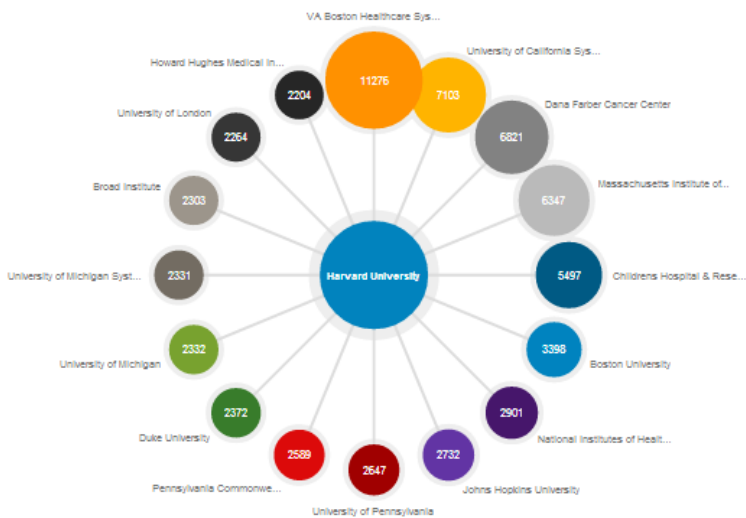 VA Boston Healthcare Sys...
11276
University of California Sys...
7103
Dana Farber Cancer Center
6821
Massachusetts Institute of...
6347
Childrens Hospital & Rese...
5497
Boston University
3398
National Institutes of Healt...
2901
Johns Hopkins University
2732
University of Pennsylvania
2647
Pennsylvania Commonwe...
2589
Duke University
2372
University of Michigan
2332
University of Michigan Syst...
2331
Broad Institute
2303
University of London
2264
Howard Hughes Medical In...
2204
Harvard University